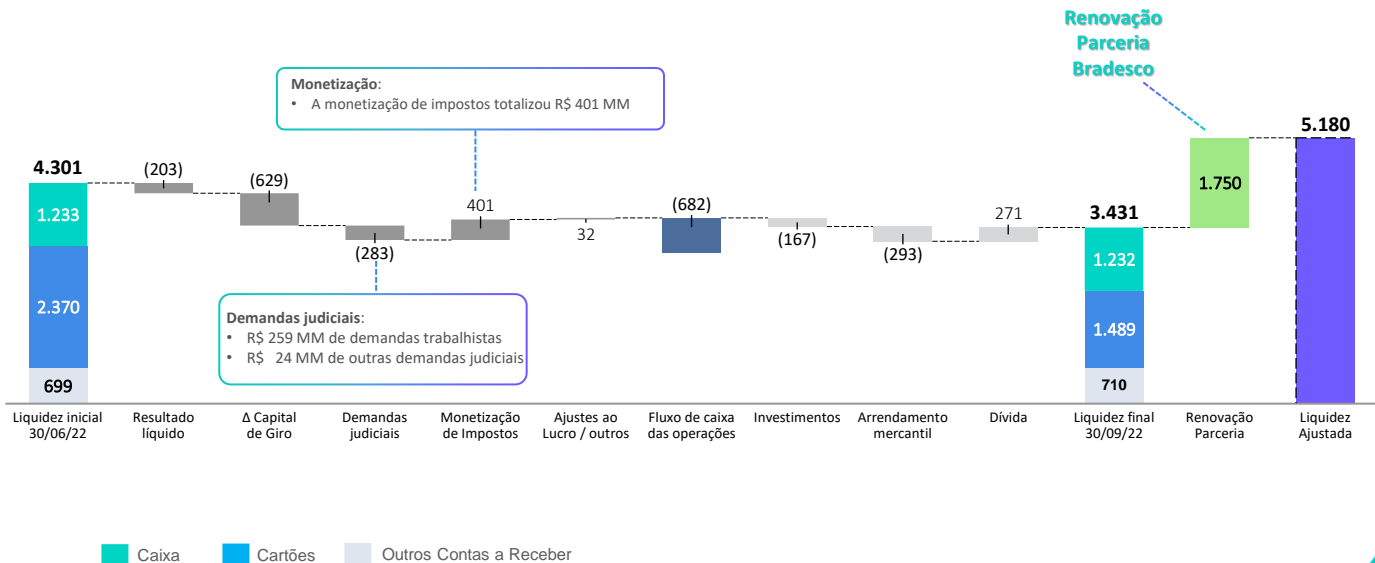 Renovação
Parceria
Bradesco
Monetização:
• A monetização de impostos totalizou R$ 401 MM
5.180
4.301
(203)
(629)
1.750
401
(682)
271
3.431
1.233
32
(167)
(283)
(293)
1.232
2.370
Demandas judiciais:
• R$ 259 MM de demandas trabalhistas
• R$ 24 MM de outras demandas judiciais
1.489
699
710
Liquidez inicial
30/06/22
Resultado
líquido
Δ Capital
de Giro
Demandas
judiciais
Monetização
de Impostos
Ajustes ao
Lucro / outros
Fluxo de caixa
das operações
Investimentos
Arrendamento
mercantil
Dívida
Liquidez final
30/09/22
Renovação
Parceria
Liquidez
Ajustada
Caixa
Cartões
Outros Contas a Receber